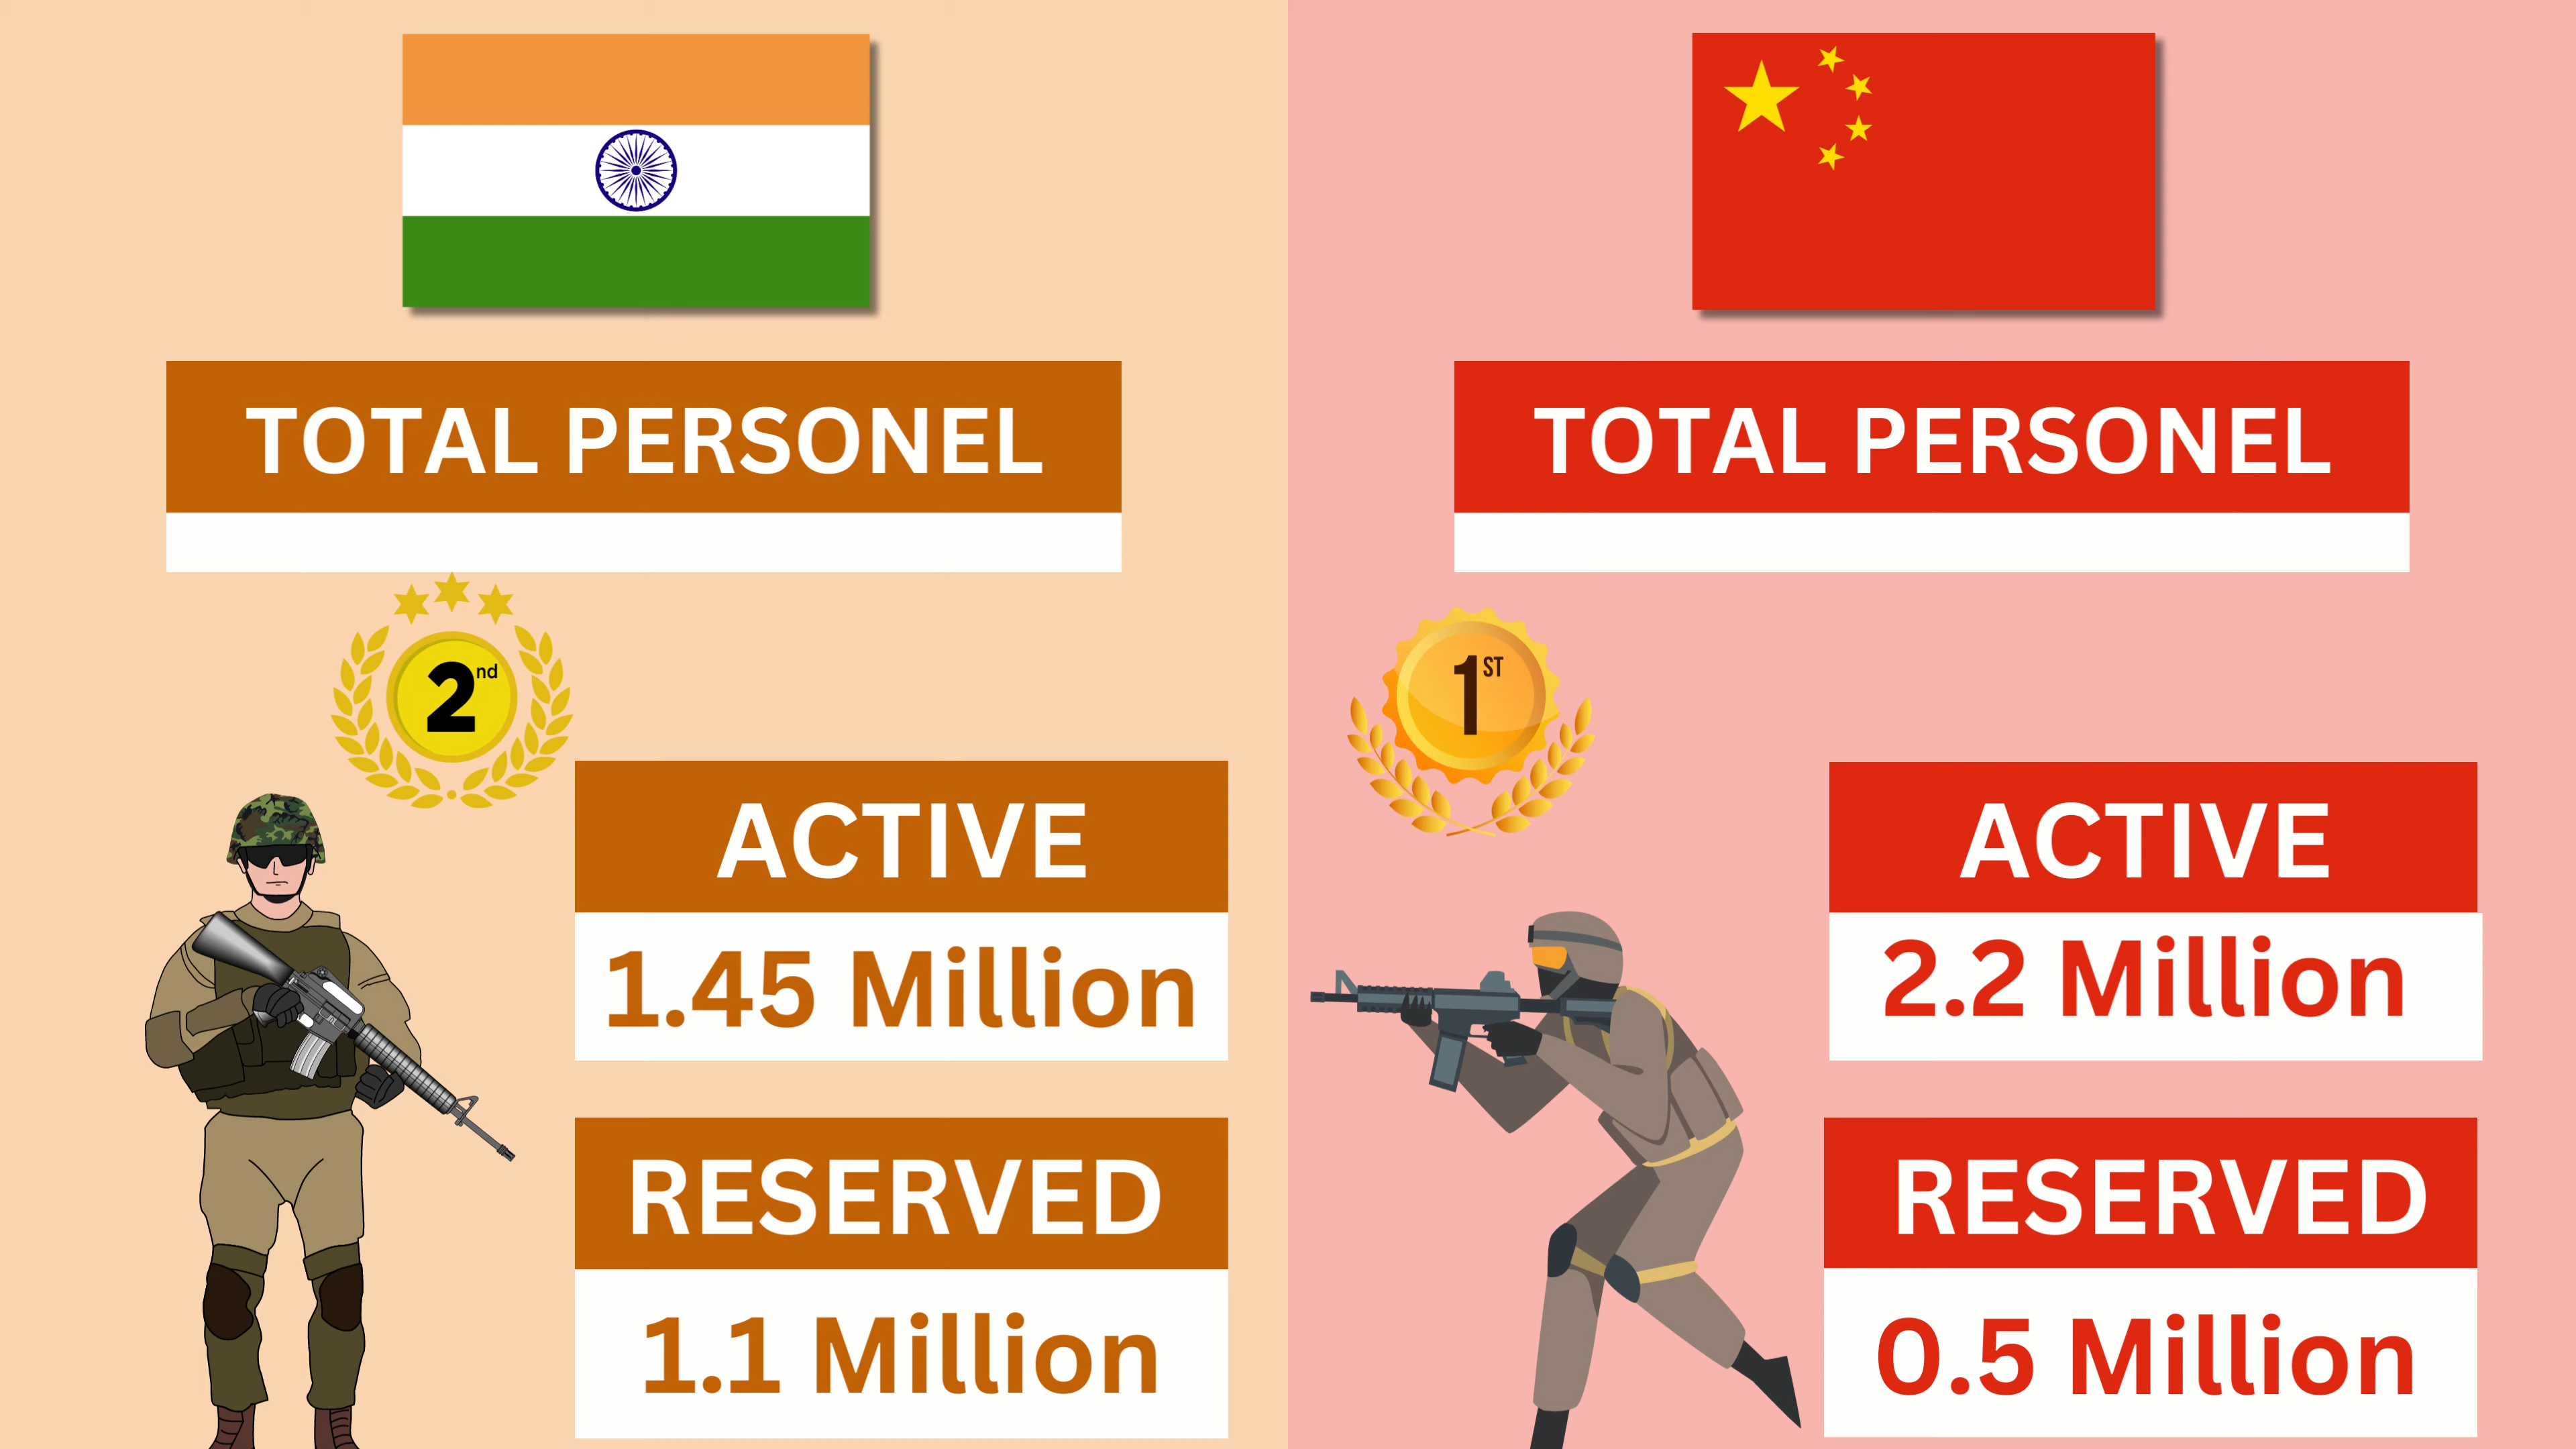 TOTAL PERSONEL
2nd
ACTIVE
1.45 Million
RESERVED
1.1 Million
TOTAL PERSONEL
1ST
ACTIVE
2.2 Million
RESERVED
0.5 Million